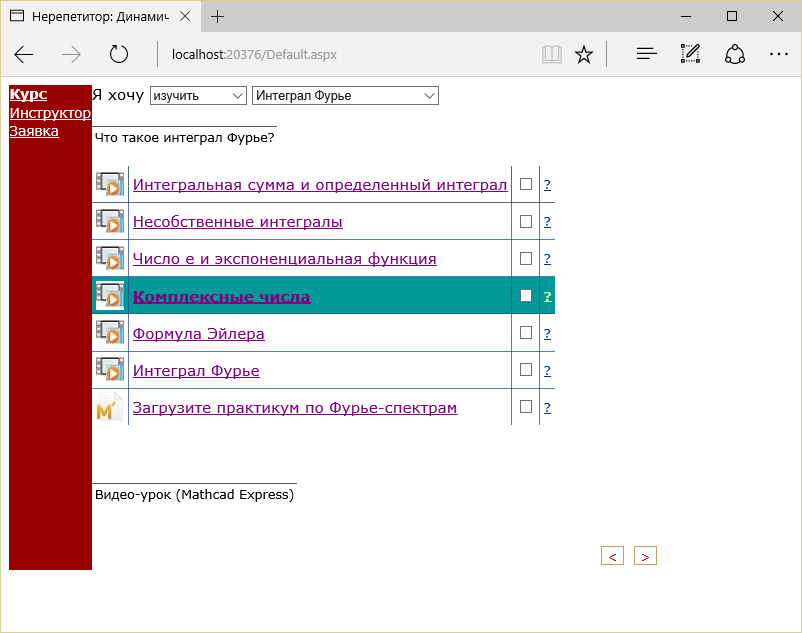 Нерепетитор: Динамич
localhost:20376/Default.aspx
Курс
Инструктор
Заявка
Я хочу изучить Интеграл Фурье
Что такое интеграл Фурье?
Интегральная сумма и определенный интеграл ?
Несобственные интегралы ?
Число е и экспоненциальная функция ?
Комплексные числа ?
Формула Эйлера ?
Интеграл Фурье ?
M Загрузите практикум по Фурье-спектрам ?
Видео-урок (Mathcad Express)
< >